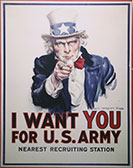 I WANT YOU
FOR U.S. ARMY
NEAREST RECRUITING STATION